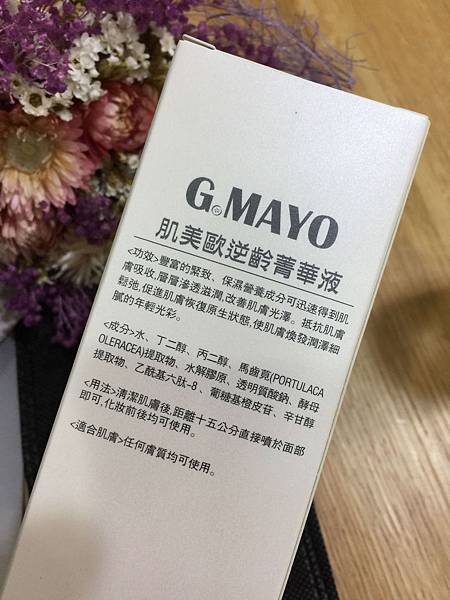 G.MAYO
肌美歐逆齡菁華液
<功效>豐富的緊致、保濕營養成分可迅速得到肌
膚吸收,層層滲透滋潤,改善肌膚光澤。抵抗肌膚
輕弛,促進肌膚恢復原生狀態,使肌膚煥發潤澤細
膩的年輕光彩。
<成分>水、丁二醇、丙二醇、馬齒莧(PORTULACA
OLERACEA)提取物、水解膠原、透明質酸鈉、酵母
提取物、乙酰基六肽-8、葡糖基橙皮苷、辛甘醇
<用法>清潔肌膚後,距離十五公分直接噴於面部
即可,化妝前後均可使用。
<適合肌膚>任何膚質均可使用。